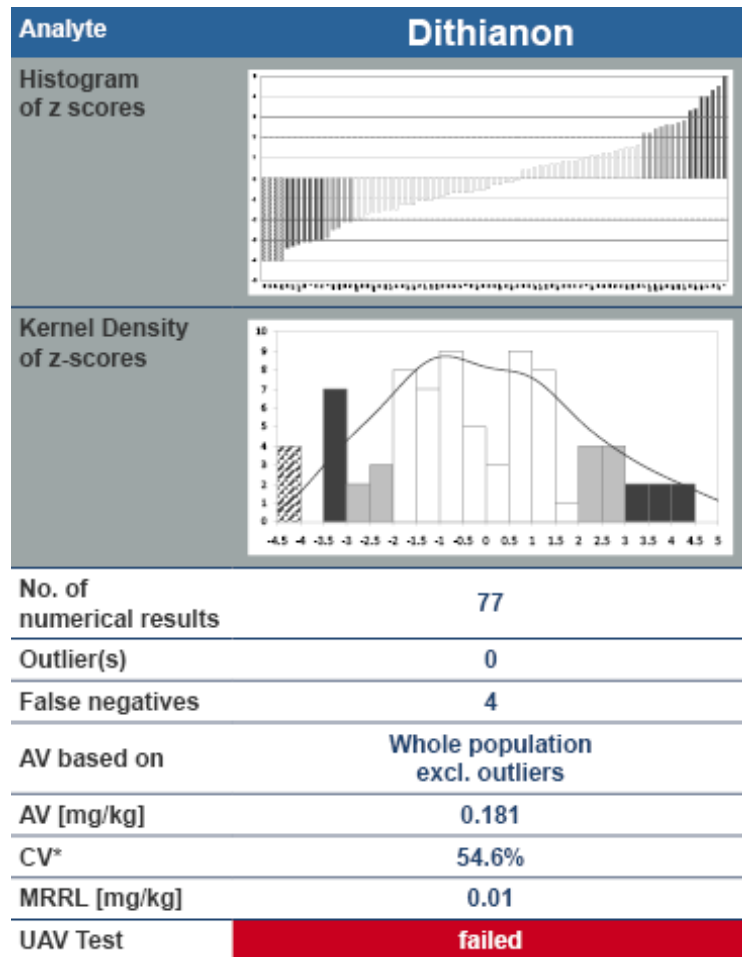 Analyte Dithianon
Histogram
of z scores
Kernel Density
of z-scores
10
9
8
7
6
5
4
3
2
1
0
-4.5 -4 -3.5 -3 -2.5 -2 -1.5 -1 -0.5 0 0.5 1 1.5 2 2.5 3 3.5 4 4.5 5
No. of
numerical results 77
Outlier(s) 0
False negatives 4
AV based on Whole population
excl. outliers
AV [mg/kg] 0.181
CV* 54.6%
MRRL [mg/kg] 0.01
UAV Test failed